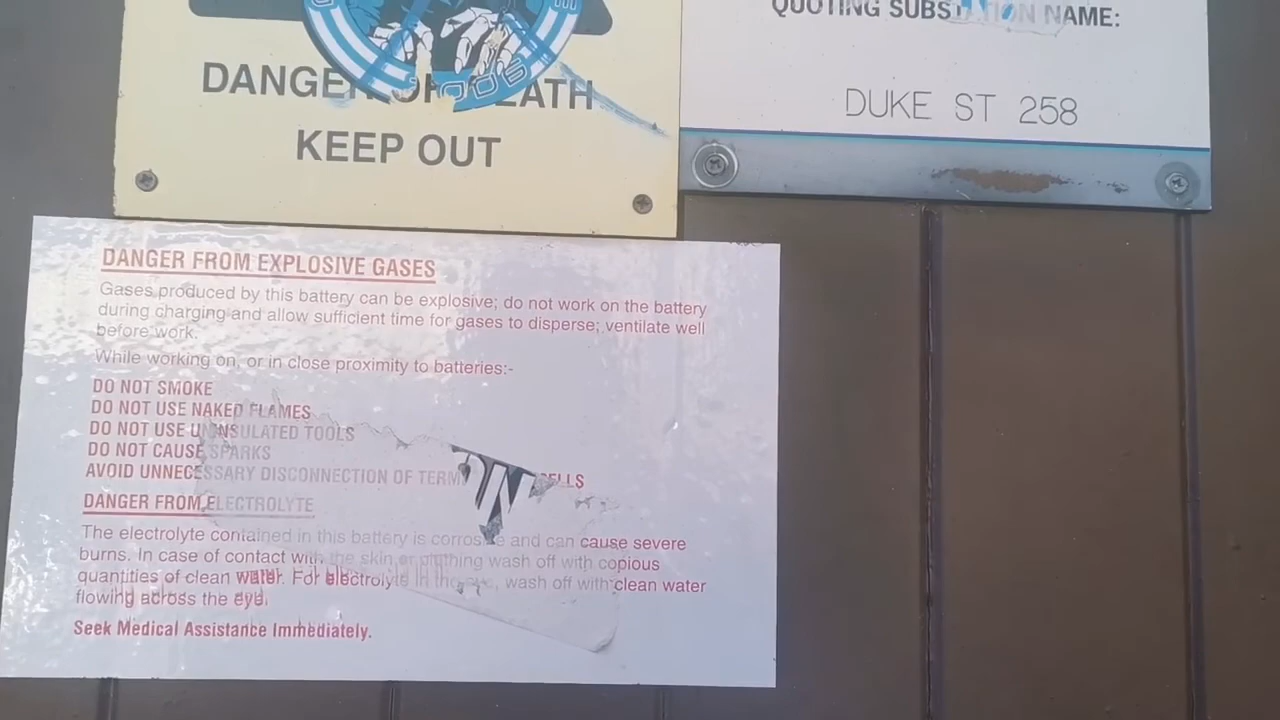 DANGER OF DEATH
KEEP OUT
QUOTING SUBSTATION NAME:
DUKE ST 258
DANGER FROM EXPLOSIVE GASES
Gases produced by this battery can be explosive; do not work on the battery
during charging and allow sufficient time for gases to disperse; ventilate well
before work.
While working on, or in close proximity to batteries:-
DO NOT SMOKE
DO NOT USE NAKED FLAMES
DO NOT USE UNINSULATED TOOLS
DO NOT CAUSE SPARKS
AVOID UNNECESSARY DISCONNECTION OF
DANGER FROM ELECTROLYTE
The electrolyte contained in this battery is corrosive and can cause severe
burns. In case of contact with the skin or clothing wash off with copious
quantities of clean water. For electrolyte in the eye, wash off with clean water
flowing across the eye.
Seek Medical Assistance Immediately.